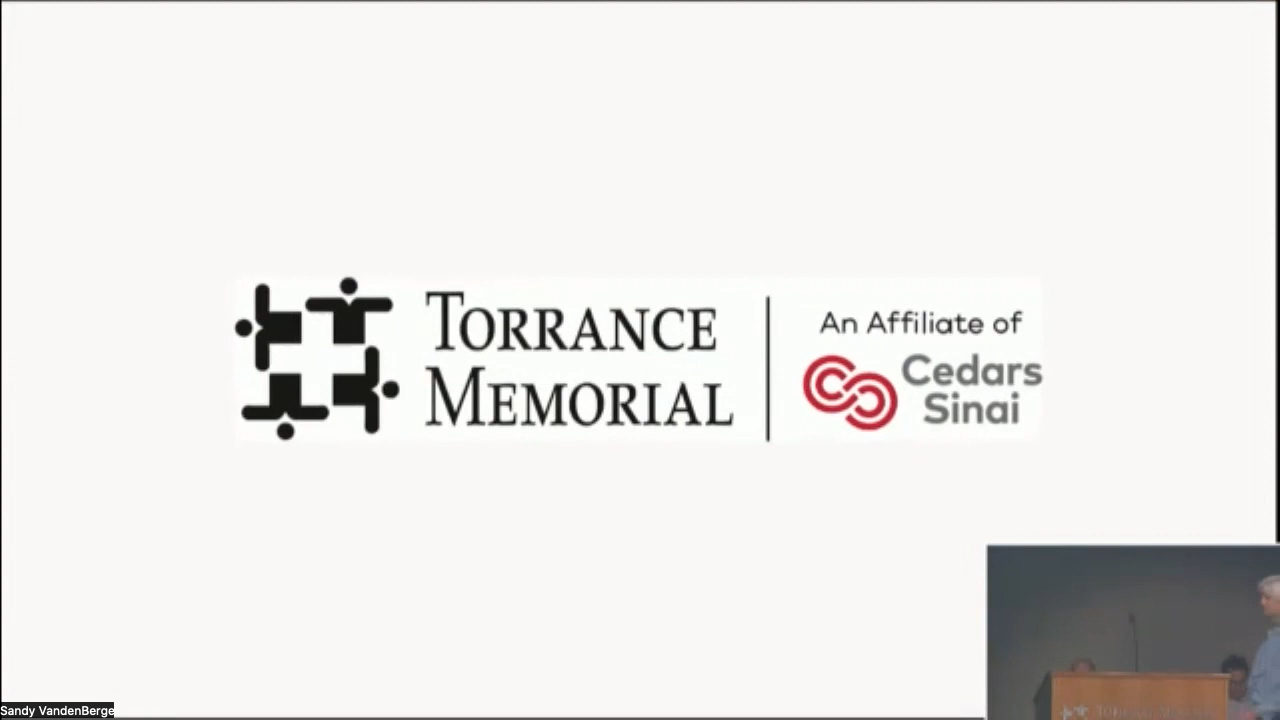 TORRANCE
MEMORIAL
An Affiliate of
Cedars
Sinai
Sandy VandenBerge